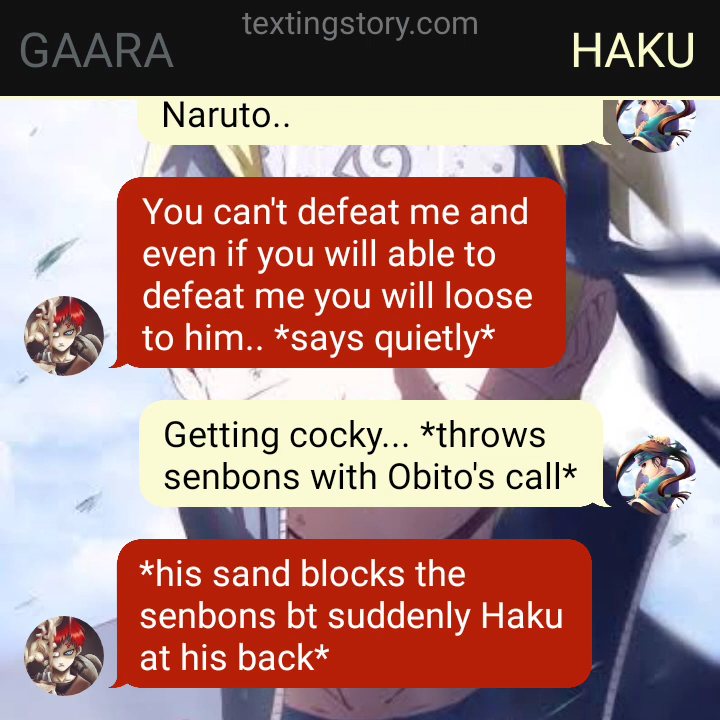 textingstory.com
GAARA
HAKU
Naruto..
You can't defeat me and
even if you will able to
defeat me you will loose
to him.. *says quietly*
Getting cocky... *throws
senbons with Obito's call*
*his sand blocks the
senbons bt suddenly Haku
at his back*